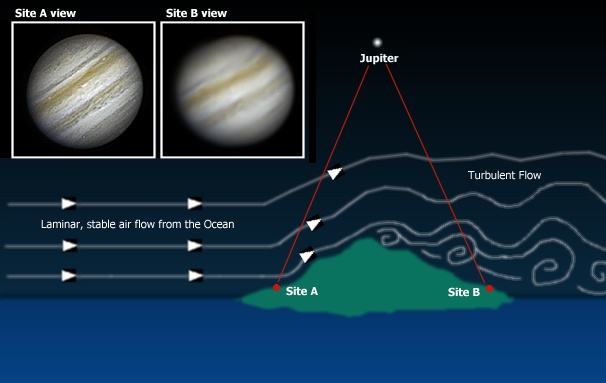 Site A view
Site B view
Jupiter
Turbulent Flow
Laminar, stable air flow from the Ocean
Site A
Site B